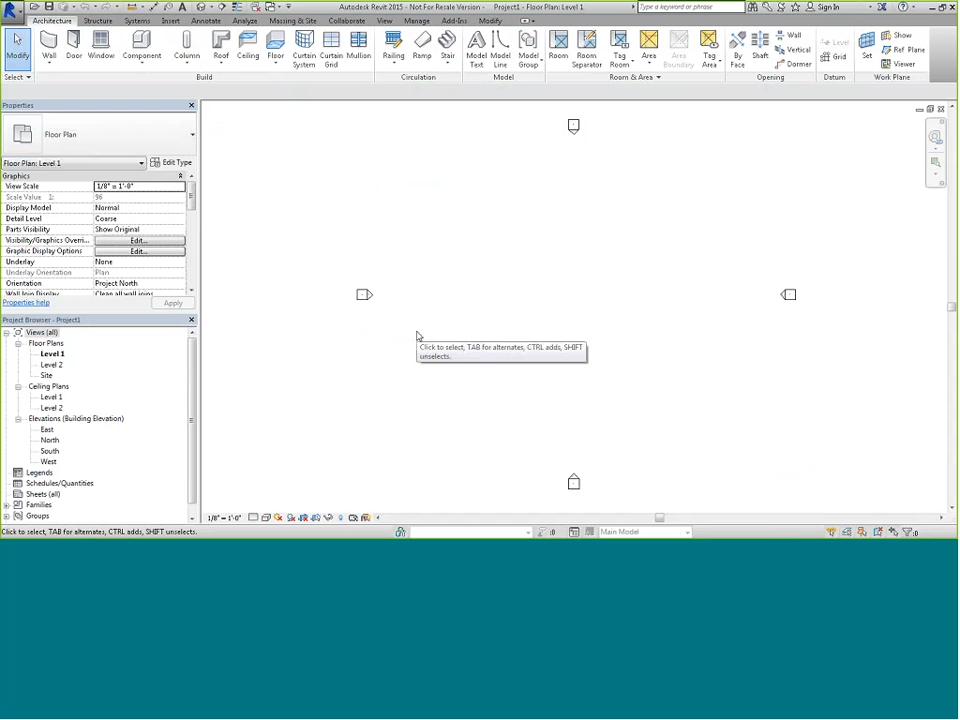 Autodesk Revit 2015 - Not For Resale Version - Project1 - Floor Plan: Level 1
Type a keyword or phrase
Sign In
Architecture Structure Systems Insert Annotate Analyze Massing & Site Collaborate View Manage Add-Ins Modify
Modify Wall Door Window Component Column Roof Ceiling Floor Curtain System Curtain Grid Mullion Railing Ramp Stair Model Text Model Line Model Group Room Room Separator Tag Room Area Area Boundary Tag Area By Face Shaft Wall Vertical Dormer Level Grid Set Show Ref Plane Viewer
Select Build Circulation Model Room & Area Opening Datum Work Plane
Properties
Floor Plan
Floor Plan: Level 1 Edit Type
Graphics
View Scale 1/8" = 1'-0"
Scale Value 1: 96
Display Model Normal
Detail Level Coarse
Parts Visibility Show Original
Visibility/Graphics Overri... Edit...
Graphic Display Options Edit...
Underlay None
Underlying Orientation Plan
Orientation Project North
Wall Join Display Clean all wall joins
Properties help Apply
Project Browser - Project1
Views (all)
Floor Plans
Level 1
Level 2
Site
Ceiling Plans
Level 1
Level 2
Elevations (Building Elevation)
East
North
South
West
Legends
Schedules/Quantities
Sheets (all)
Families
Groups
Click to select, TAB for alternates, CTRL adds, SHIFT
unselects.
1/8" = 1'-0"
Click to select, TAB for alternates, CTRL adds, SHIFT unselects.
:0 Main Model :0